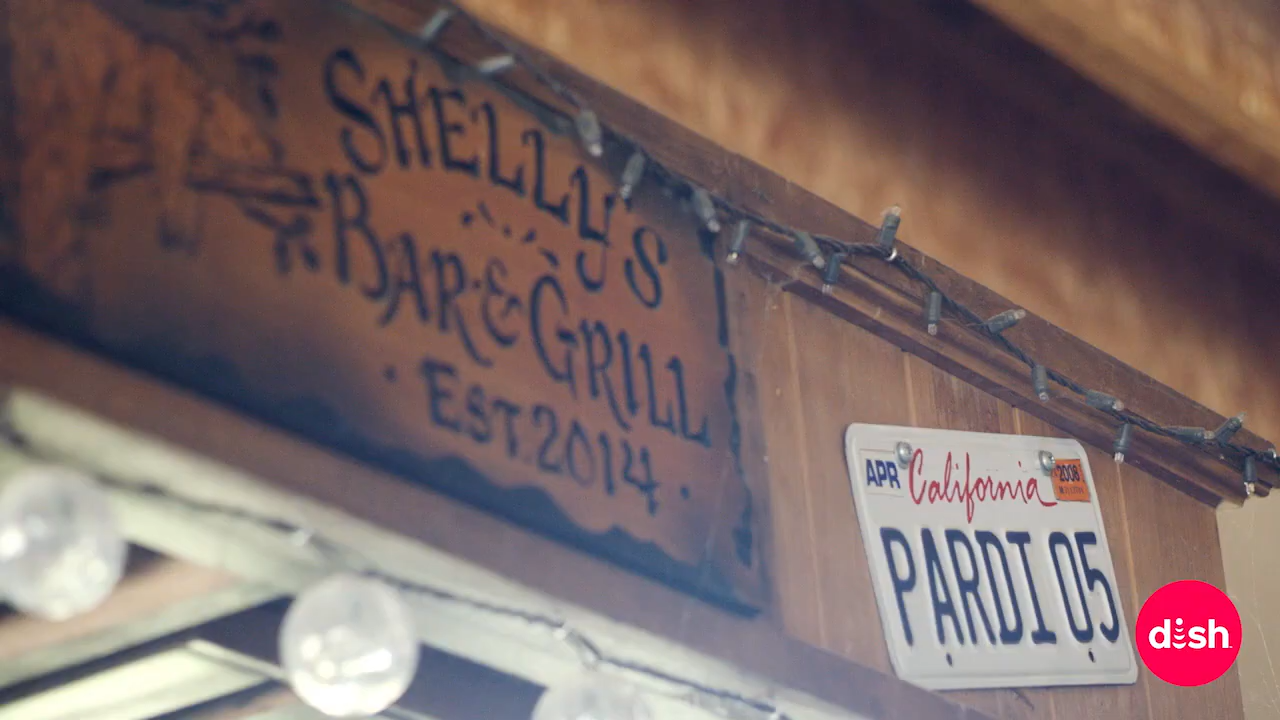 SHELLY'S
BAR & GRILL
EST. 2014
APR California 2008
PARDI 05
dish